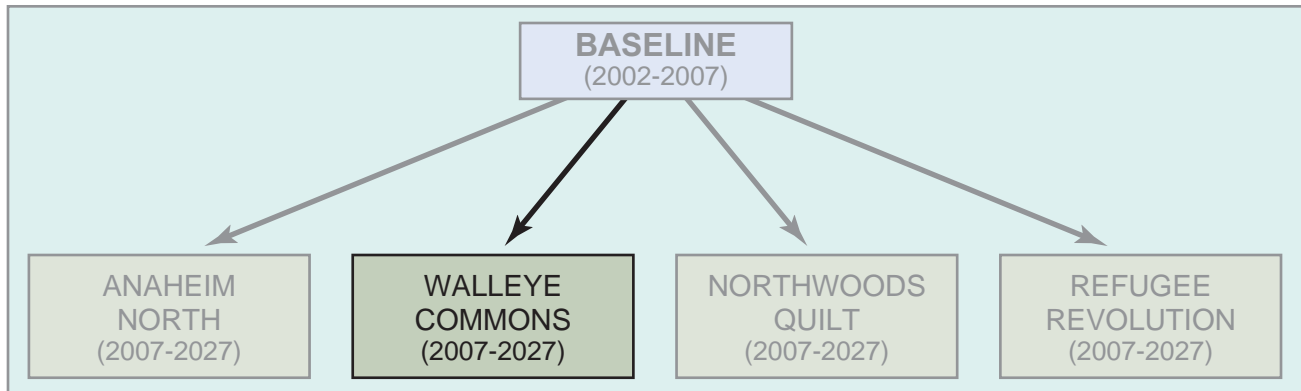 BASELINE
(2002-2007)
ANAHEIM
NORTH
(2007-2027)
WALLEYE
COMMONS
(2007-2027)
NORTHWOODS
QUILT
(2007-2027)
REFUGEE
REVOLUTION
(2007-2027)